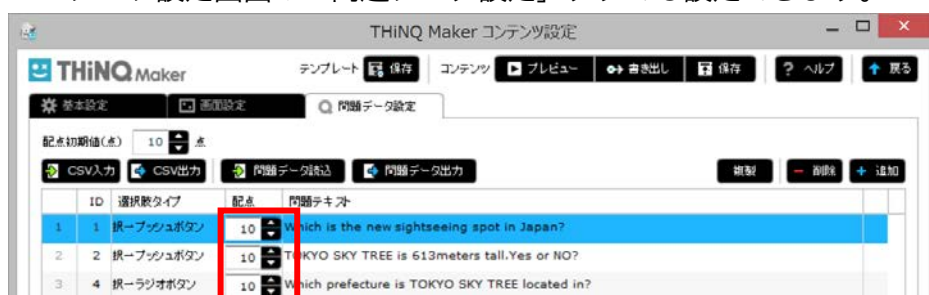 THiNQ Maker コンテンツ設定
THiNQ Maker テンプレート 保存 コンテンツ プレビュー 書き出し 保存 ? ヘルプ 戻る
基本設定 画面設定 問題データ設定
配点初期値(点) 10 点
CSV入力 CSV出力 問題データ読込 問題データ出力 複製 削除 追加
ID 選択肢タイプ 配点 問題テキスト
1 1 択一プッシュボタン 10 Which is the new sightseeing spot in Japan?
2 2 択一プッシュボタン 10 TOKYO SKY TREE is 613meters tall.Yes or NO?
3 4 択一ラジオボタン 10 Which prefecture is TOKYO SKY TREE located in?